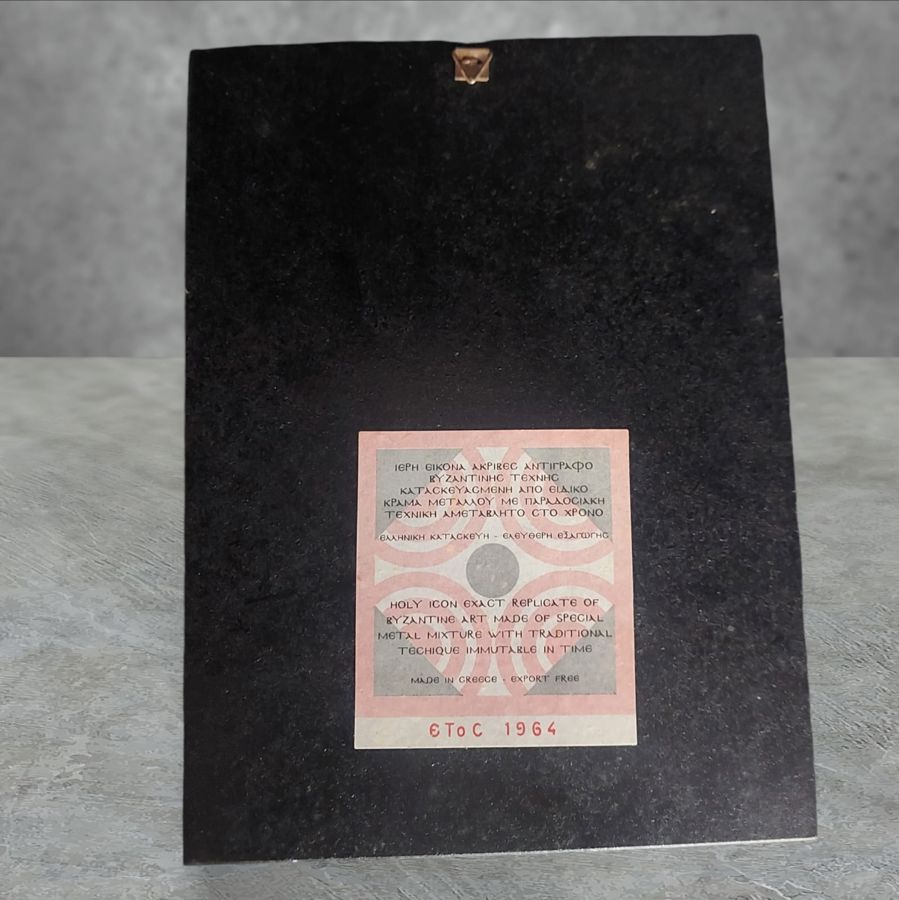 ΙΕΡΗ ΕΙΚΟΝΑ ΑΚΡΙΒΕϹ ΑΝΤΙΓΡΑΦΟ
ΒΥΖΑΝΤΙΝΗϹ ΤΕΧΝΗϹ
ΚΑΤΑϹΚΕΥΑϹΜΕΝΗ ΑΠΟ ΕΙΔΙΚΟ
ΚΡΑΜΑ ΜΕΤΑΛΛΟΥ ΜΕ ΠΑΡΑΔΟϹΙΑΚΗ
ΤΕΧΝΙΚΗ ΑΜΕΤΑΒΛΗΤΟ ϹΤΟ ΧΡΟΝΟ
ΕΛΛΗΝΙΚΗ ΚΑΤΑϹΚΕΥΗ - ΕΛΕΥΘΕΡΗ ΕΞΑΓΩΓΗϹ
HOLY ICON EXACT REPLICATE OF
BYZANTINE ART MADE OF SPECIAL
METAL MIXTURE WITH TRADITIONAL
TECHIQUE IMMUTABLE IN TIME
MADE IN GREECE - EXPORT FREE
ΕΤοϹ 1964